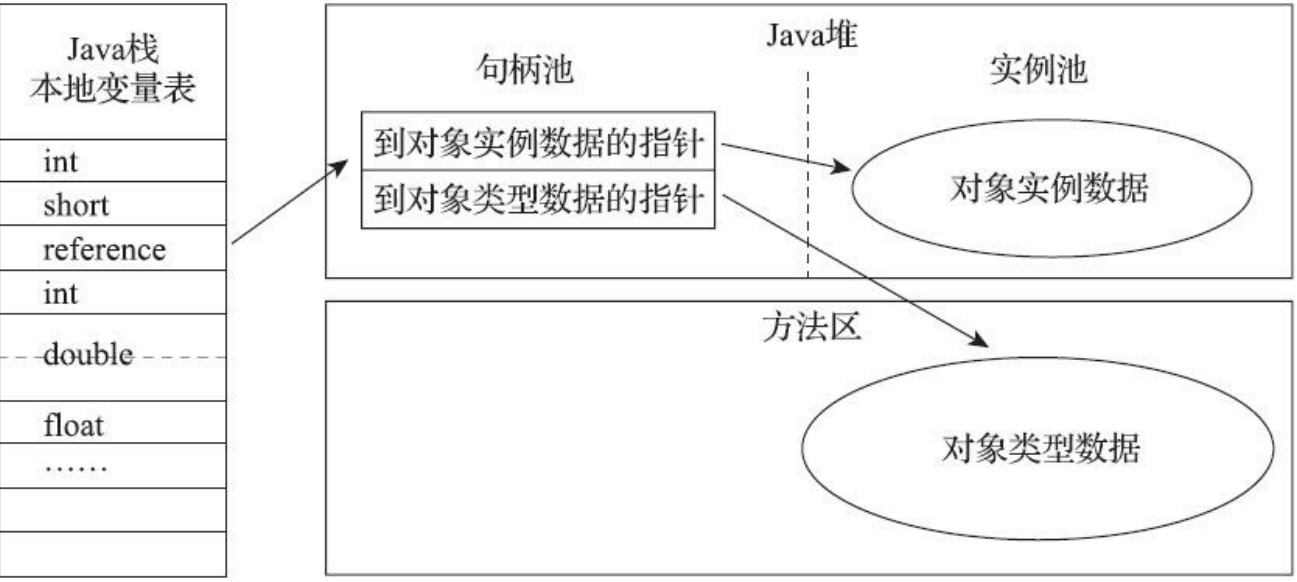 Java栈
本地变量表
int
short
reference
int
double
float
……
Java堆
句柄池
实例池
到对象实例数据的指针
到对象类型数据的指针
对象实例数据
方法区
对象类型数据